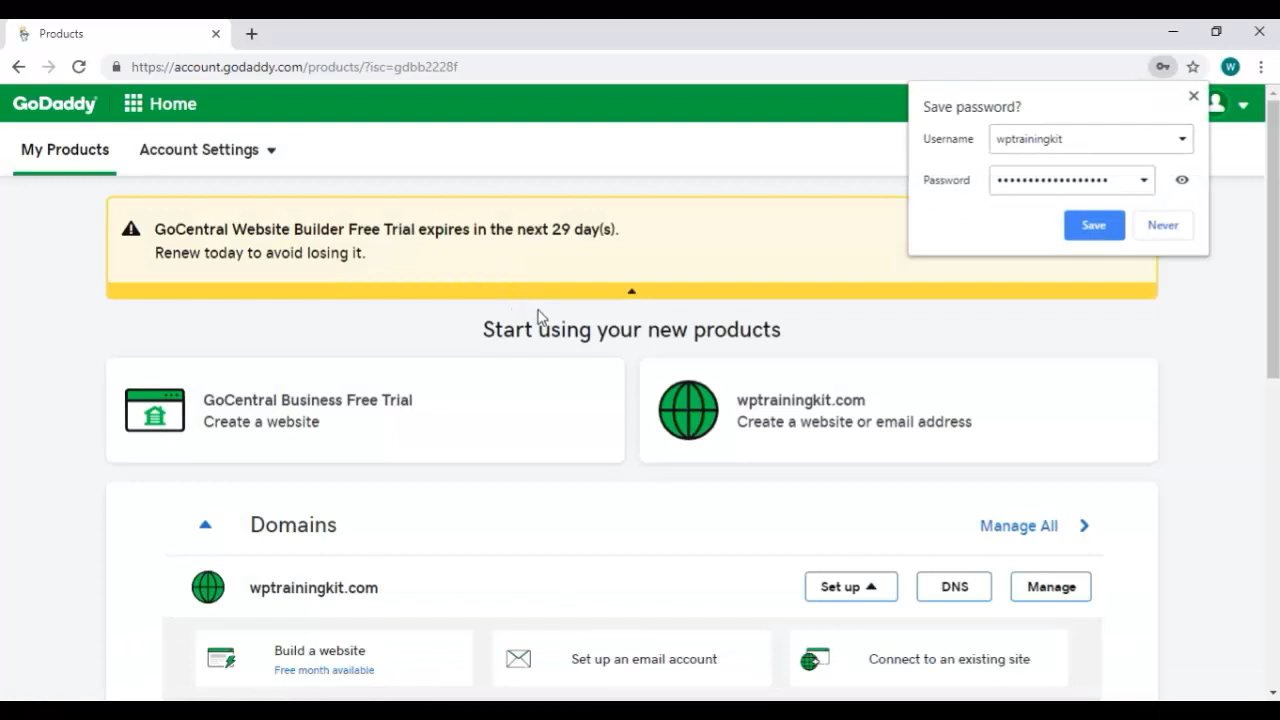 Products
https://account.godaddy.com/products/?isc=gdbb2228f
W
GoDaddy
Home
My Products
Account Settings
Save password?
Username
wptrainingkit
Password
••••••••••••••••••
Save
Never
GoCentral Website Builder Free Trial expires in the next 29 day(s).
Renew today to avoid losing it.
Start using your new products
GoCentral Business Free Trial
Create a website
wptrainingkit.com
Create a website or email address
Domains
Manage All
wptrainingkit.com
Set up
DNS
Manage
Build a website
Free month available
Set up an email account
Connect to an existing site